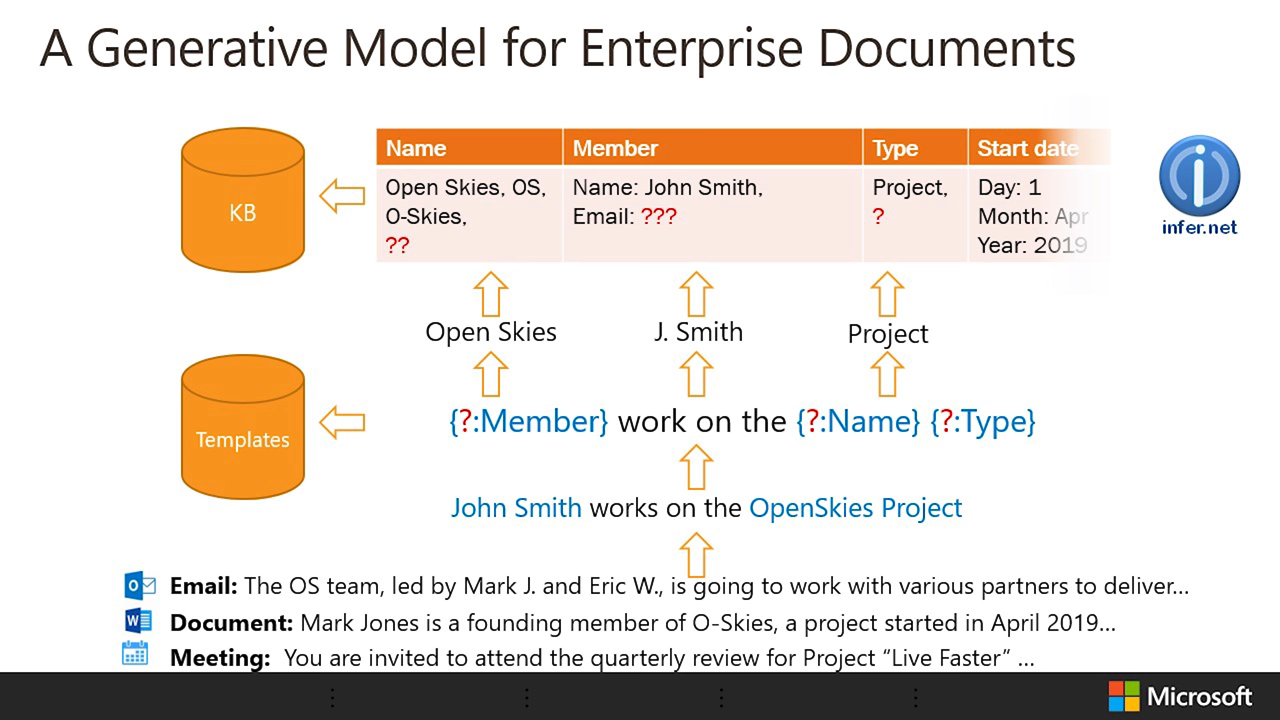 A Generative Model for Enterprise Documents
KB
Name Member Type Start date
Open Skies, OS, Name: John Smith, Project, Day: 1
O-Skies, Email: ??? ? Month: Apr
?? Year: 2019
infer.net
Open Skies J. Smith Project
Templates
{?:Member} work on the {?:Name} {?:Type}
John Smith works on the OpenSkies Project
Email: The OS team, led by Mark J. and Eric W., is going to work with various partners to deliver...
Document: Mark Jones is a founding member of O-Skies, a project started in April 2019...
Meeting: You are invited to attend the quarterly review for Project “Live Faster” ...
Microsoft